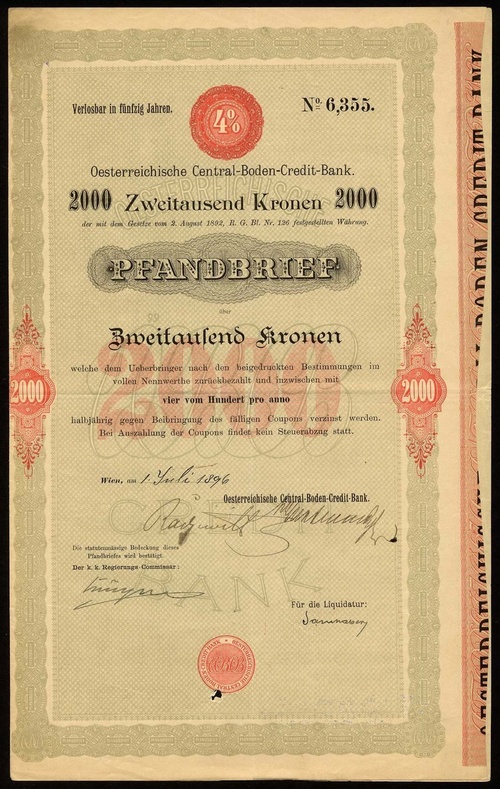 Verlosbar in fünfzig Jahren.
4%
Nº 6,355.
Oesterreichische Central-Boden-Credit-Bank.
2000 Zweitausend Kronen 2000
der mit dem Gesetze vom 2. August 1892, R. G. Bl. Nr. 126 festgestellten Währung.
PFANDBRIEF
über
Zweitausend Kronen
welche dem Ueberbringer nach den beigedruckten Bestimmungen im
vollen Nennwerthe zurückbezahlt und inzwischen mit
vier vom Hundert pro anno
halbjährig gegen Beibringung des fälligen Coupons verzinst werden.
Bei Auszahlung der Coupons findet kein Steuerabzug statt.
2000
2000
2000
Wien, am 1. Juli 1896
Oesterreichische Central-Boden-Credit-Bank.
Die statutenmässige Bedeckung dieses
Pfandbriefes wird bestätigt.
Der k. k. Regierungs-Commissär:
BANK
Für die Liquidatur: